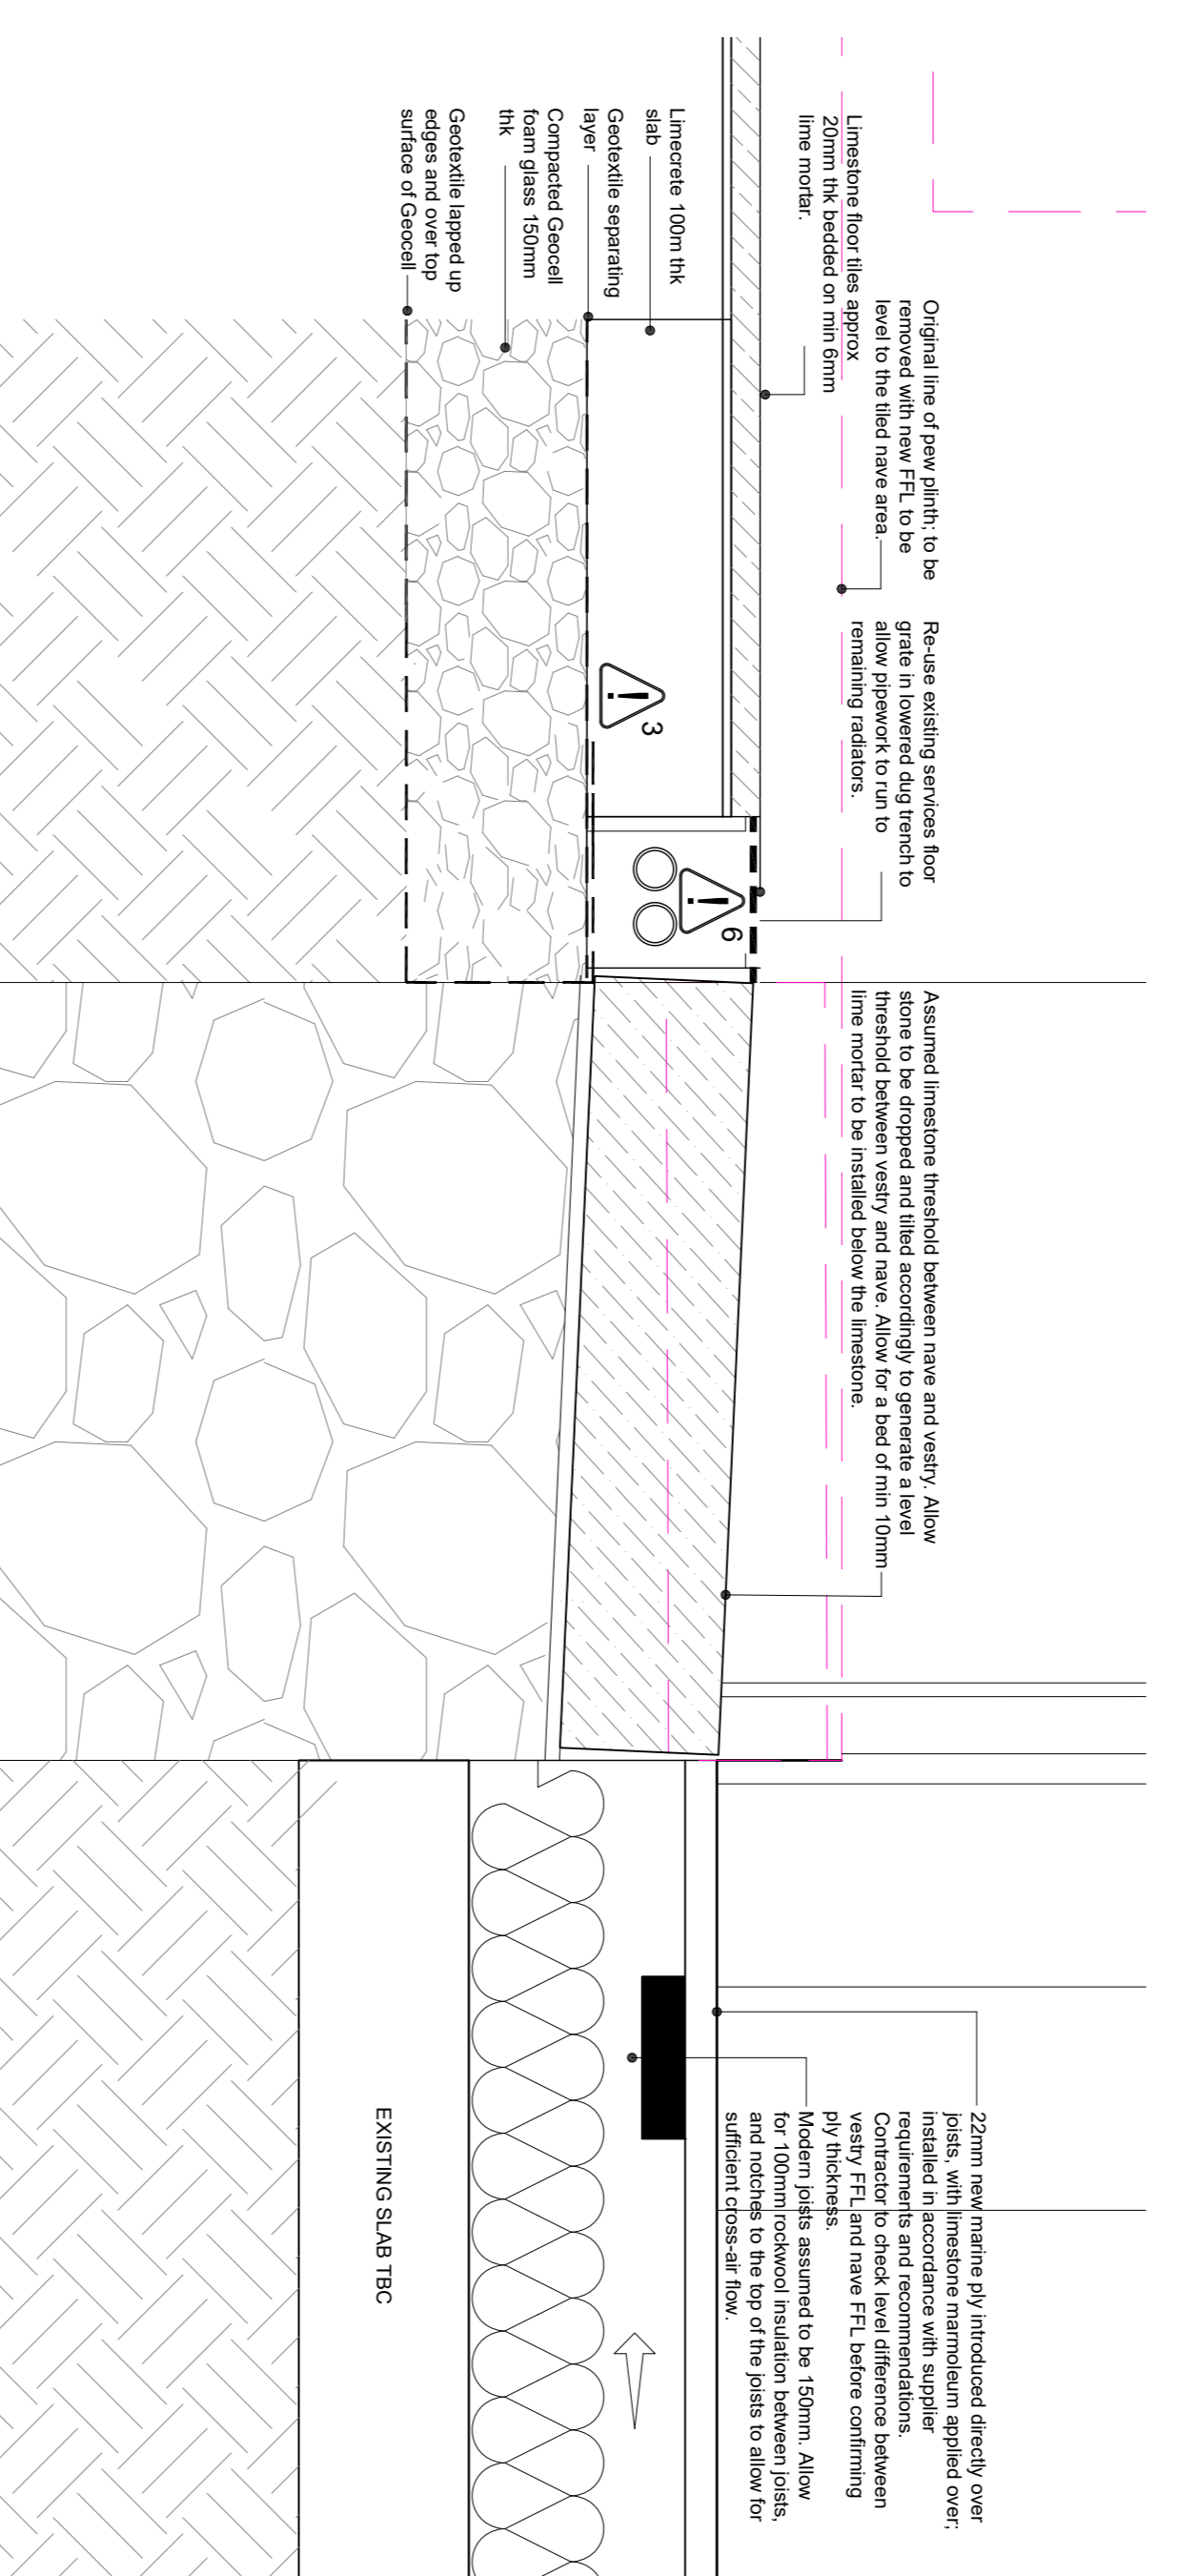 Limestone floor tiles approx
20mm thk bedded on min 6mm
lime mortar.
Limecrete 100m thk
slab
Geotextile separating
layer
Compacted Geocell
foam glass 150mm
thk
Geotextile lapped up
edges and over top
surface of Geocell
Original line of pew plinth; to be
removed with new FFL to be
level to the tiled nave area.
Re-use existing services floor
grate in lowered dug trench to
allow pipework to run to
remaining radiators.
! 3
! 6
Assumed limestone threshold between nave and vestry. Allow
stone to be dropped and tilted accordingly to generate a level
threshold between vestry and nave. Allow for a bed of min 10mm
lime mortar to be installed below the limestone.
22mm new marine ply introduced directly over
joists, with limestone marmoleum applied over;
installed in accordance with supplier
requirements and recommendations.
Contractor to check level difference between
vestry FFL and nave FFL before confirming
ply thickness.
Modern joists assumed to be 150mm. Allow
for 100mm rockwool insulation between joists,
and notches to the top of the joists to allow for
sufficient cross-air flow.
EXISTING SLAB TBC